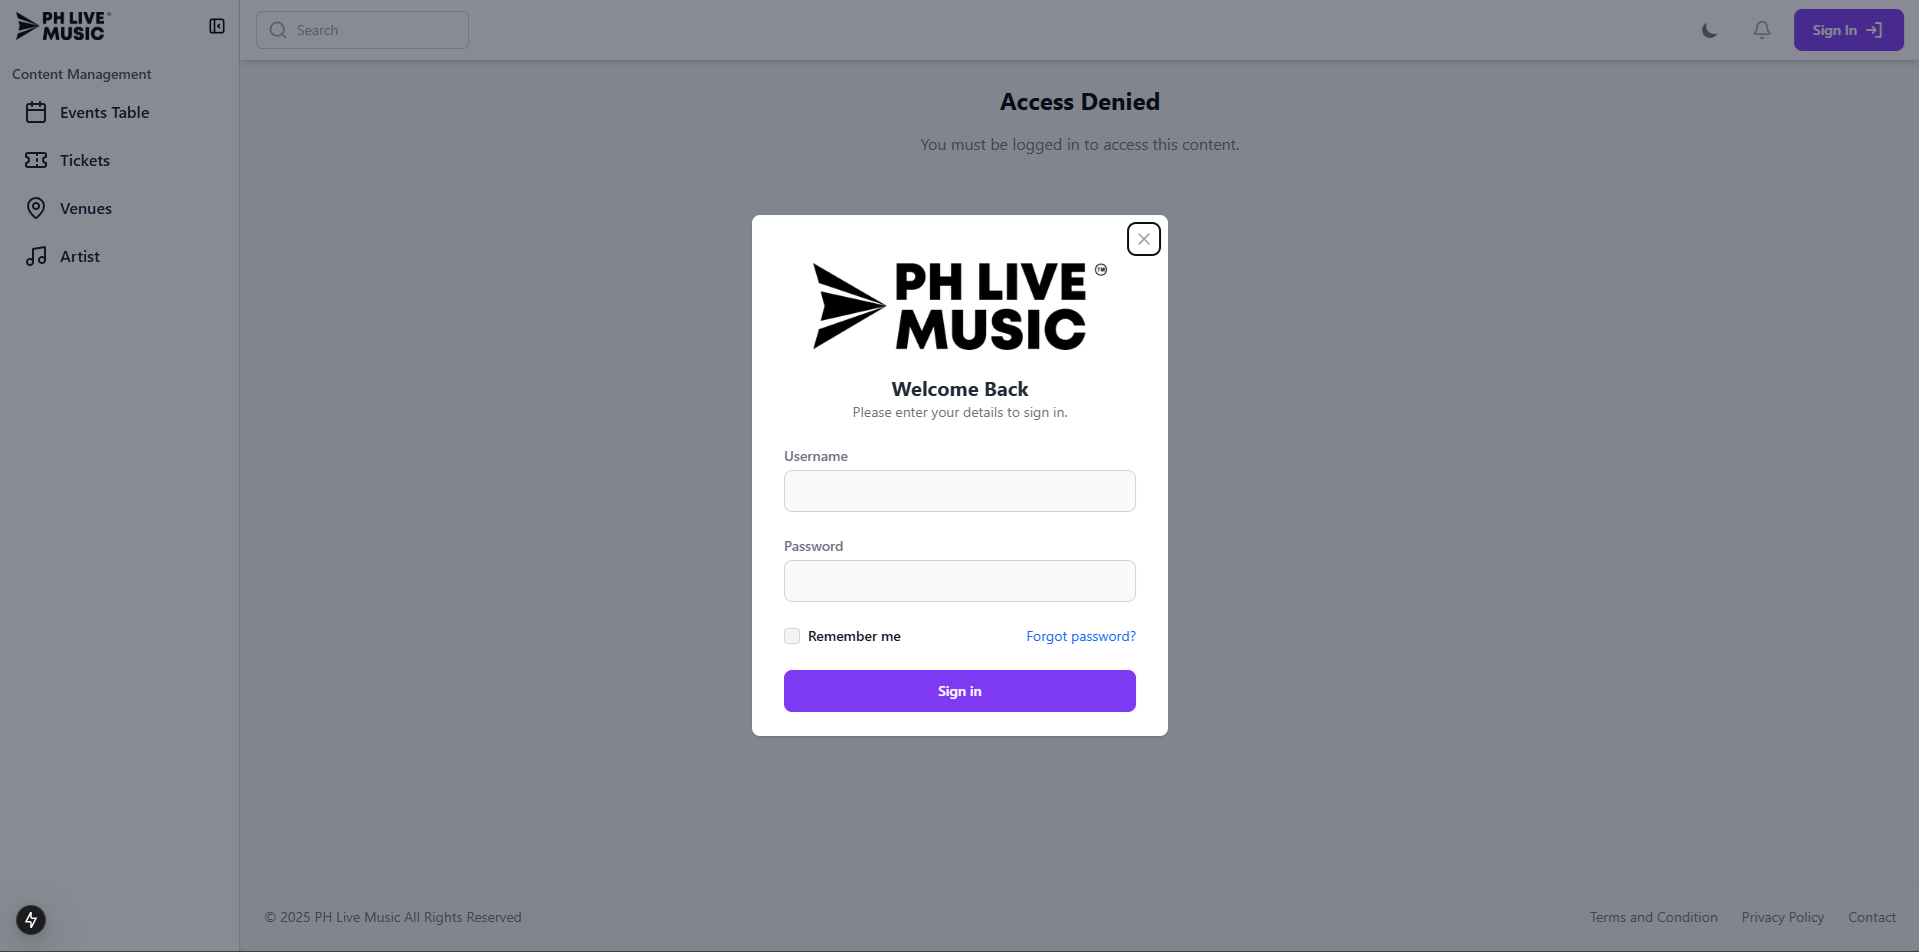 PH LIVE
MUSIC
TM
Search
Sign In
Content Management
Events Table
Tickets
Venues
Artist
Access Denied
You must be logged in to access this content.
PH LIVE
MUSIC
TM
Welcome Back
Please enter your details to sign in.
Username
Password
Remember me
Forgot password?
Sign in
© 2025 PH Live Music All Rights Reserved
Terms and Condition
Privacy Policy
Contact